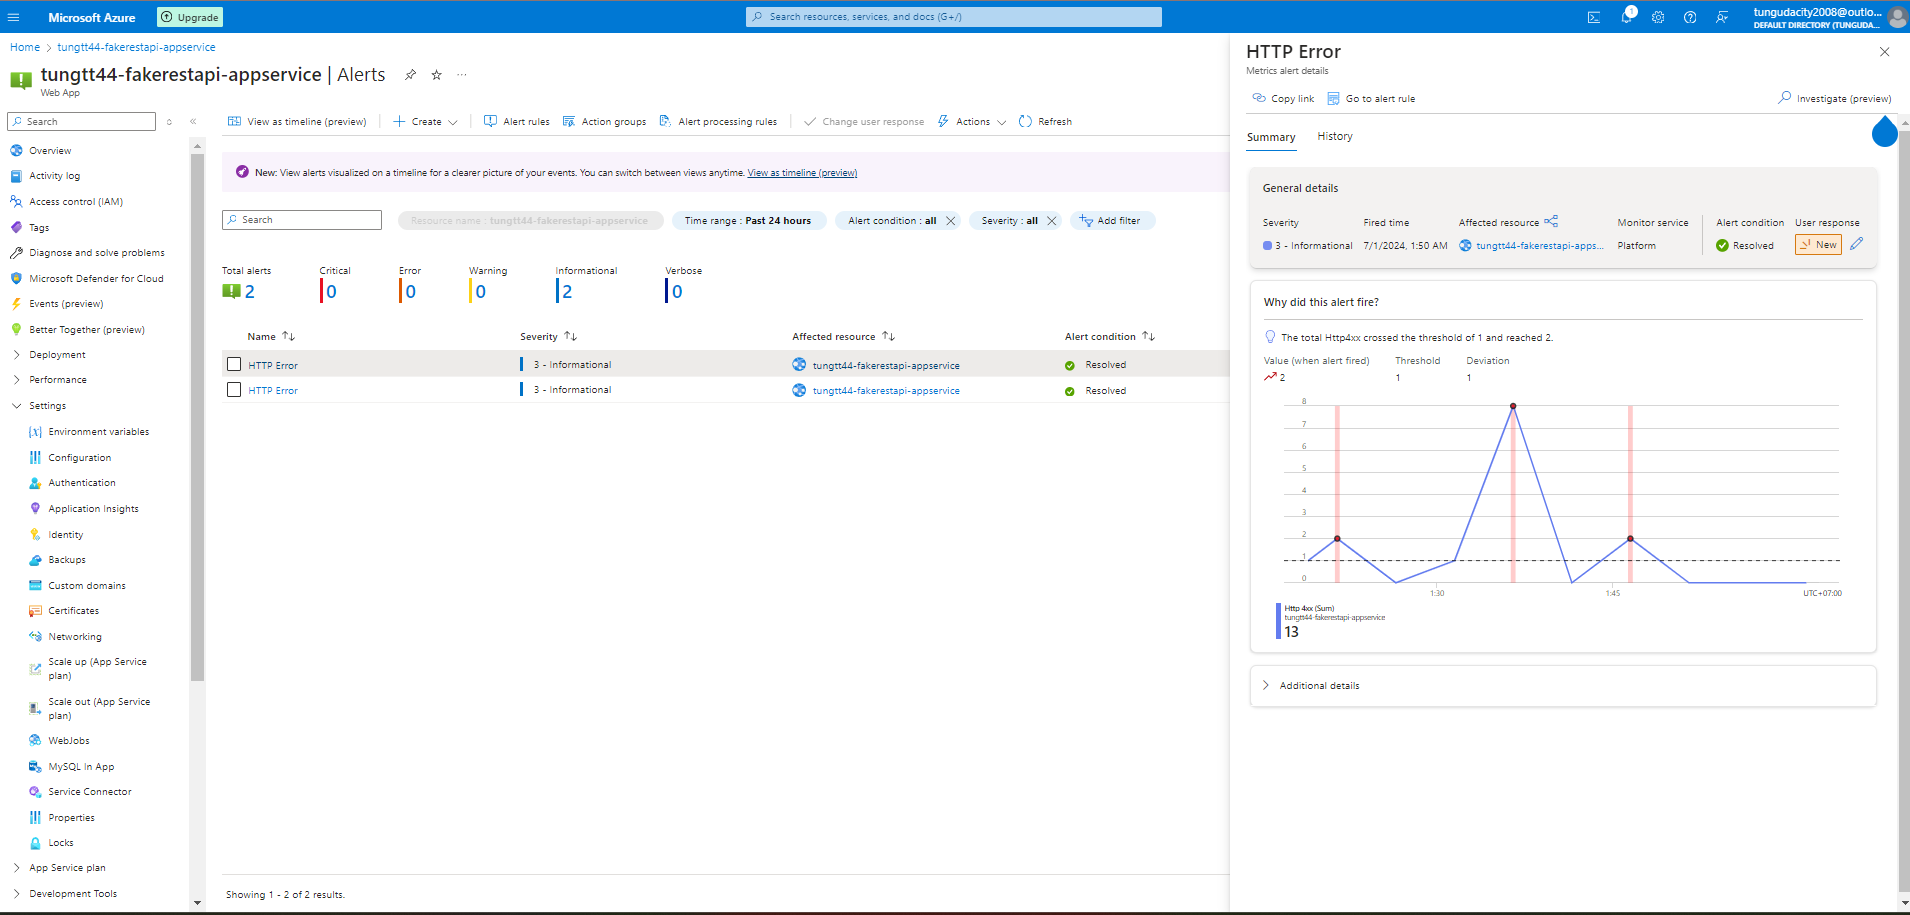 Microsoft Azure
Upgrade
Search resources, services, and docs (G+/)
1
tungudacity2008@outlo...
DEFAULT DIRECTORY (TUNGUDA...
Home > tungtt44-fakerestapi-appservice
tungtt44-fakerestapi-appservice | Alerts
Web App
Search
Overview
Activity log
Access control (IAM)
Tags
Diagnose and solve problems
Microsoft Defender for Cloud
Events (preview)
Better Together (preview)
Deployment
Performance
Settings
Environment variables
Configuration
Authentication
Application Insights
Identity
Backups
Custom domains
Certificates
Networking
Scale up (App Service
plan)
Scale out (App Service
plan)
WebJobs
MySQL In App
Service Connector
Properties
Locks
App Service plan
Development Tools
View as timeline (preview) Create Alert rules Action groups Alert processing rules Change user response Actions Refresh
New: View alerts visualized on a timeline for a clearer picture of your events. You can switch between views anytime. View as timeline (preview)
Search Resource name : tungtt44-fakerestapi-appservice Time range : Past 24 hours Alert condition : all Severity : all Add filter
Total alerts Critical Error Warning Informational Verbose
2 0 0 0 2 0
Name Severity Affected resource Alert condition
HTTP Error 3 - Informational tungtt44-fakerestapi-appservice Resolved
HTTP Error 3 - Informational tungtt44-fakerestapi-appservice Resolved
Showing 1 - 2 of 2 results.
HTTP Error
Metrics alert details
Copy link Go to alert rule Investigate (preview)
Summary History
General details
Severity Fired time Affected resource Monitor service Alert condition User response
3 - Informational 7/1/2024, 1:50 AM tungtt44-fakerestapi-apps... Platform Resolved New
Why did this alert fire?
The total Http4xx crossed the threshold of 1 and reached 2.
Value (when alert fired) Threshold Deviation
2 1 1
8
7
6
5
4
3
2
1
0
1:30 1:45 UTC+07:00
Http 4xx (Sum)
tungtt44-fakerestapi-appservice
13
Additional details